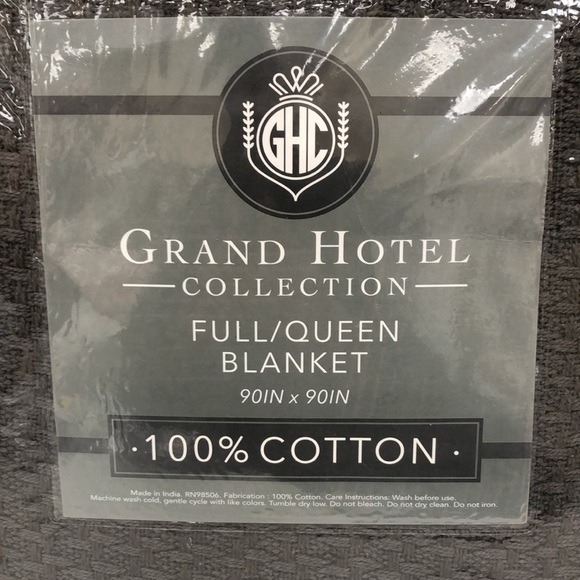 GHC
GRAND HOTEL
COLLECTION
FULL/QUEEN
BLANKET
90IN x 90IN
· 100% COTTON ·
Made in India. RN98506. Fabrication : 100% Cotton. Care Instructions: Wash before use.
Machine wash cold, gentle cycle with like colors. Tumble dry low. Do not bleach. Do not dry clean. Do not iron.